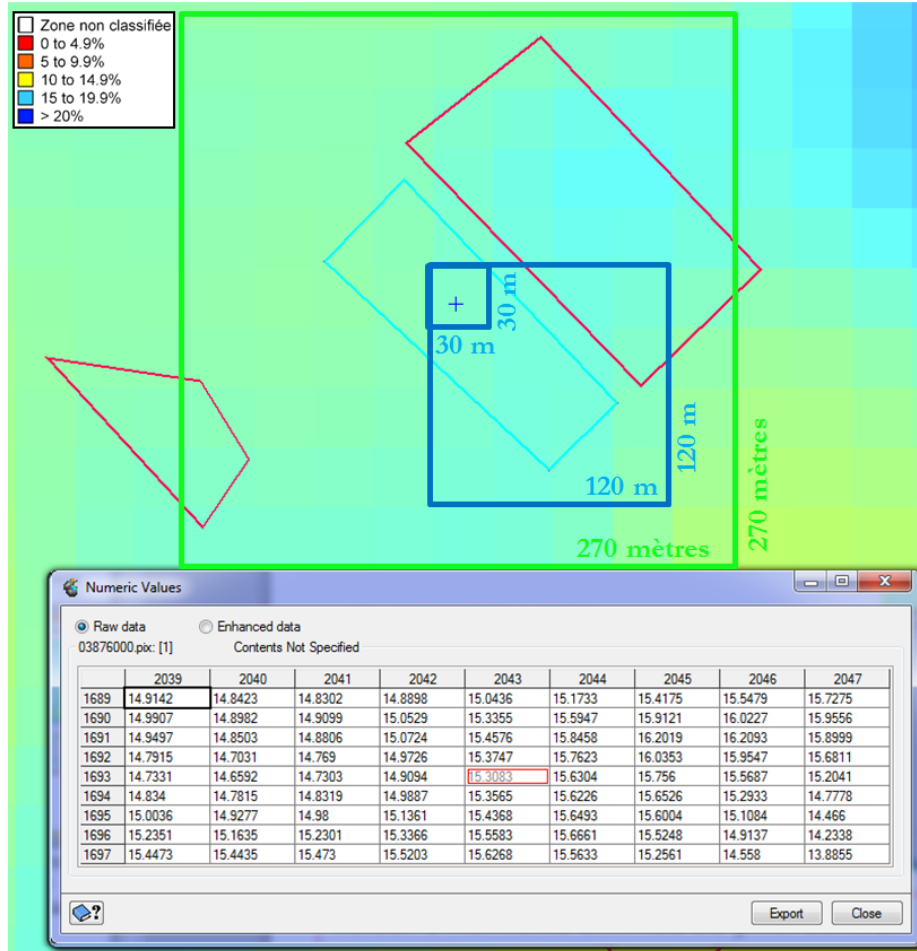 Zone non classifiée
0 to 4.9%
5 to 9.9%
10 to 14.9%
15 to 19.9%
> 20%
30 m
30 m
120 m
120 m
270 mètres
270 mètres
Numeric Values
Raw data Enhanced data
03876000.pix: [1] Contents Not Specified
2039 2040 2041 2042 2043 2044 2045 2046 2047
1689 14.9142 14.8423 14.8302 14.8898 15.0436 15.1733 15.4175 15.5479 15.7275
1690 14.9907 14.8982 14.9099 15.0529 15.3355 15.5947 15.9121 16.0227 15.9556
1691 14.9497 14.8503 14.8806 15.0724 15.4576 15.8458 16.2019 16.2093 15.8999
1692 14.7915 14.7031 14.769 14.9726 15.3747 15.7623 16.0353 15.9547 15.6811
1693 14.7331 14.6592 14.7303 14.9094 15.3083 15.6304 15.756 15.5687 15.2041
1694 14.834 14.7815 14.8319 14.9887 15.3565 15.6226 15.6526 15.2933 14.7778
1695 15.0036 14.9277 14.98 15.1361 15.4368 15.6493 15.6004 15.1084 14.466
1696 15.2351 15.1635 15.2301 15.3366 15.5583 15.6661 15.5248 14.9137 14.2338
1697 15.4473 15.4435 15.473 15.5203 15.6268 15.5633 15.2561 14.558 13.8855
Export Close